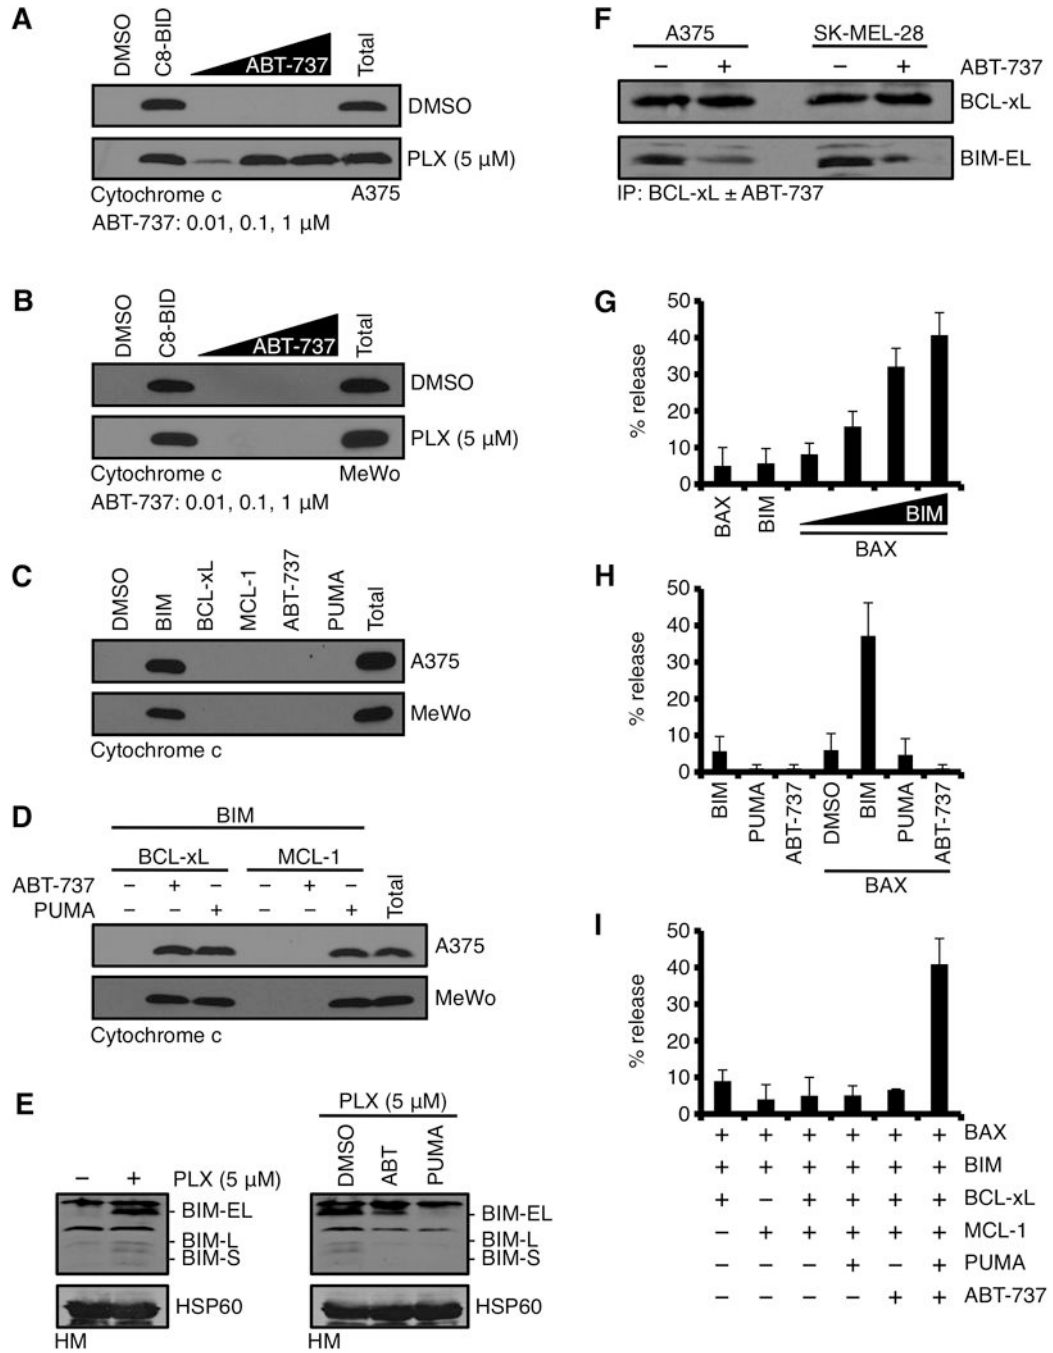 A
DMSO
C8-BID
ABT-737
Total
DMSO
PLX (5 µM)
Cytochrome c
A375
ABT-737: 0.01, 0.1, 1 µM
B
DMSO
C8-BID
ABT-737
Total
DMSO
PLX (5 µM)
Cytochrome c
MeWo
ABT-737: 0.01, 0.1, 1 µM
C
DMSO
BIM
BCL-xL
MCL-1
ABT-737
PUMA
Total
A375
MeWo
Cytochrome c
D
BIM
BCL-xL MCL-1
ABT-737 – + – – + –
PUMA – – + – – +
Total
A375
MeWo
Cytochrome c
E
– + PLX (5 µM)
BIM-EL
BIM-L
BIM-S
HSP60
HM
PLX (5 µM)
DMSO
ABT
PUMA
BIM-EL
BIM-L
BIM-S
HSP60
HM
F
A375 SK-MEL-28
– + – + ABT-737
BCL-xL
BIM-EL
IP: BCL-xL ± ABT-737
G
% release
50
40
30
20
10
0
BAX
BIM
BIM
BAX
H
% release
50
40
30
20
10
0
BIM
PUMA
ABT-737
DMSO
BIM
PUMA
ABT-737
BAX
I
% release
50
40
30
20
10
0
+ + + + + + BAX
+ + + + + + BIM
+ – + + + + BCL-xL
– + + + + + MCL-1
– – – + – + PUMA
– – – – + + ABT-737